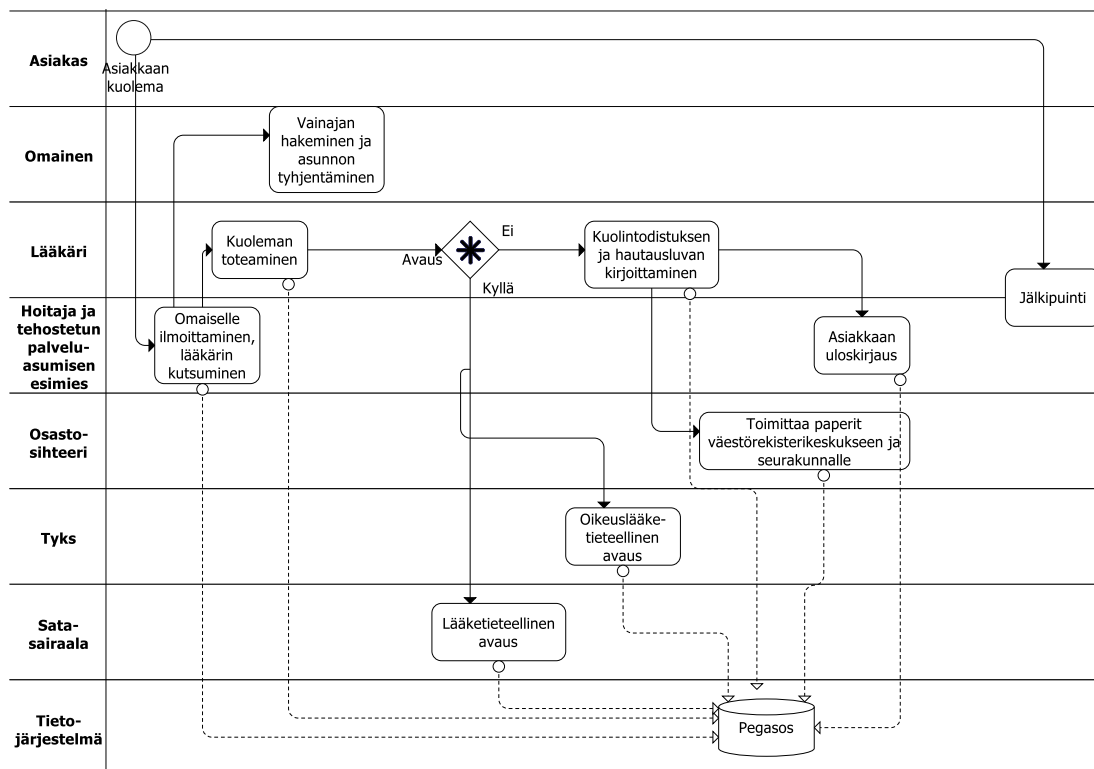 Asiakas
Asiakkaan
kuolema
Omainen
Vainajan
hakeminen ja
asunnon
tyhjentäminen
Lääkäri
Kuoleman
toteaminen
Avaus
Ei
Kyllä
Kuolintodistuksen
ja hautausluvan
kirjoittaminen
Jälkipuinti
Hoitaja ja
tehostetun
palvelu-
asumisen
esimies
Omaiselle
ilmoittaminen,
lääkärin
kutsuminen
Asiakkaan
uloskirjaus
Osasto-
sihteeri
Toimittaa paperit
väestörekisterikeskukseen ja
seurakunnalle
Tyks
Oikeuslääke-
tieteellinen
avaus
Sata-
sairaala
Lääketieteellinen
avaus
Tieto-
järjestelmä
Pegasos